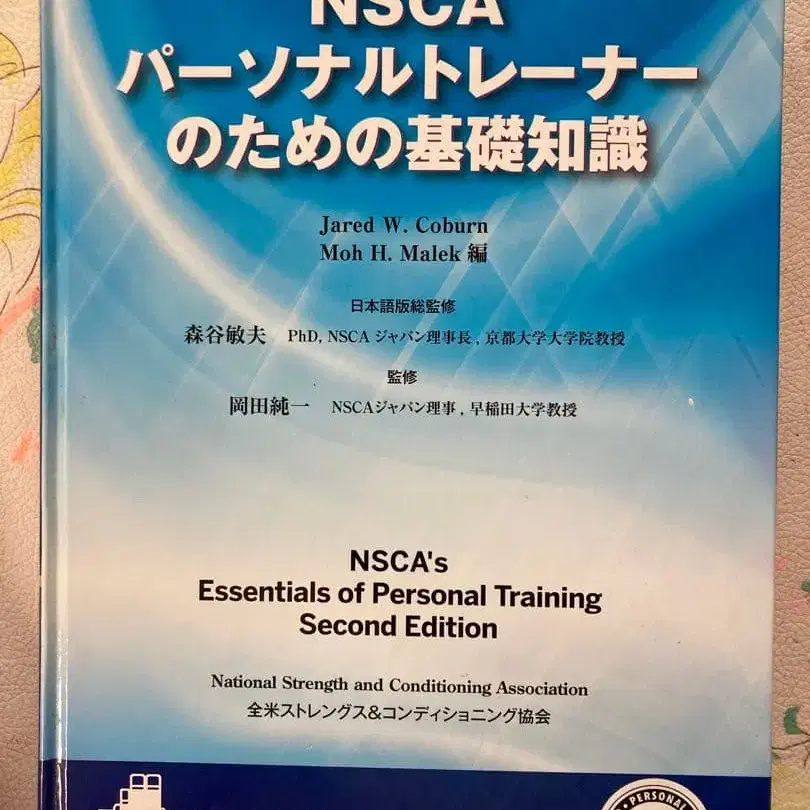 NSCA
パーソナルトレーナー
のための基礎知識
Jared W. Coburn
Moh H. Malek 編
日本語版総監修
森谷敏夫 PhD, NSCA ジャパン理事長 , 京都大学大学院教授
監修
岡田純一 NSCAジャパン理事 , 早稲田大学教授
NSCA's
Essentials of Personal Training
Second Edition
National Strength and Conditioning Association
全米ストレングス&コンディショニング協会
• PERSONAL